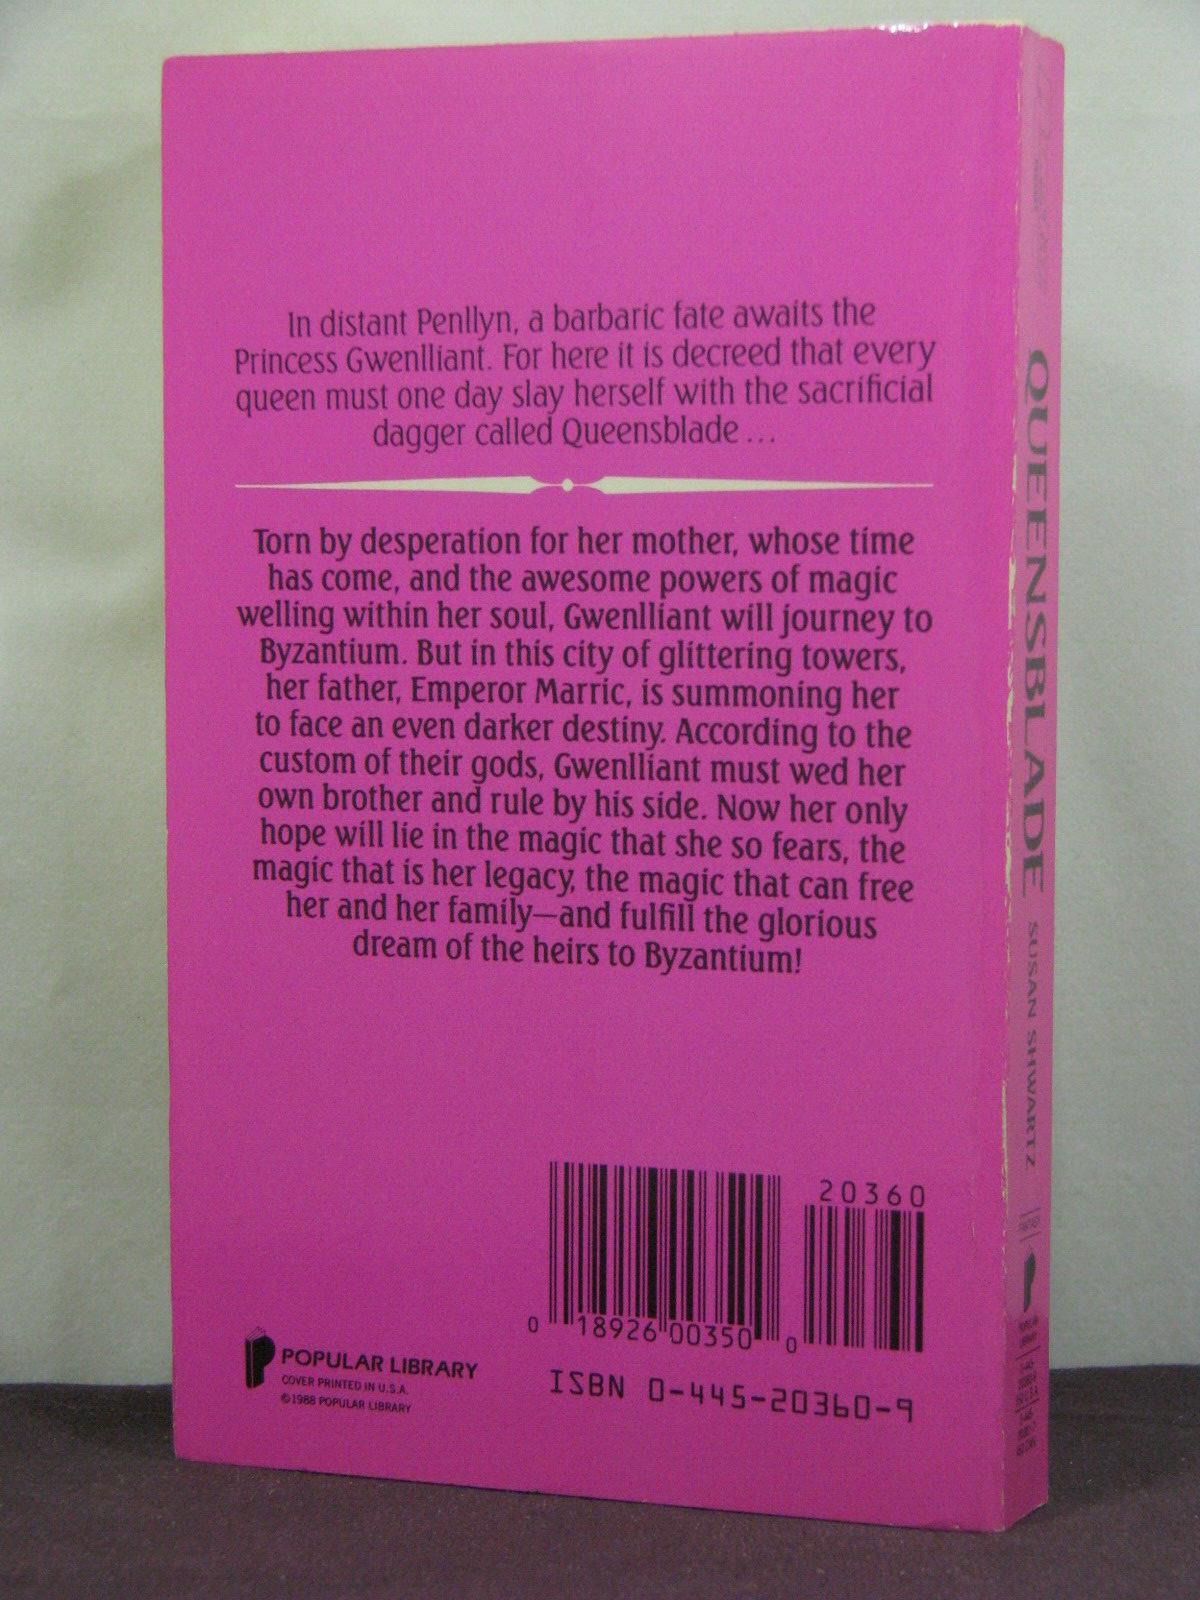 In distant Penllyn, a barbaric fate awaits the
Princess Gwenlliant. For here it is decreed that every
queen must one day slay herself with the sacrificial
dagger called Queensblade...
Torn by desperation for her mother, whose time
has come, and the awesome powers of magic
welling within her soul, Gwenlliant will journey to
Byzantium. But in this city of glittering towers,
her father, Emperor Marric, is summoning her
to face an even darker destiny. According to the
custom of their gods, Gwenlliant must wed her
own brother and rule by his side. Now her only
hope will lie in the magic that she so fears, the
magic that is her legacy, the magic that can free
her and her family—and fulfill the glorious
dream of the heirs to Byzantium!
20360
0 18926 00350 0
ISBN 0-445-20360-9
POPULAR LIBRARY
COVER PRINTED IN U.S.A.
©1988 POPULAR LIBRARY
QUEENSBLADE SUSAN SHWARTZ